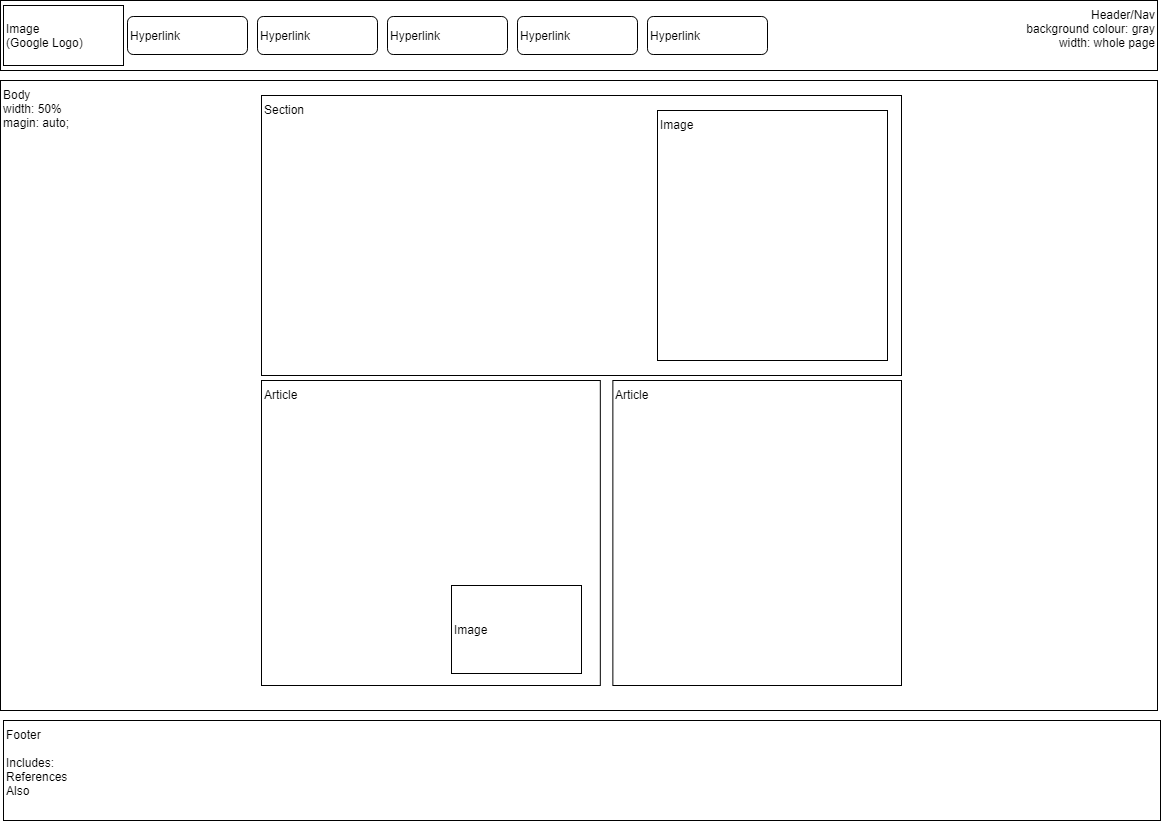 Image
(Google Logo)
Hyperlink
Hyperlink
Hyperlink
Hyperlink
Hyperlink
Header/Nav
background colour: gray
width: whole page
Body
width: 50%
magin: auto;
Section
Image
Article
Image
Article
Footer
Includes:
References
Also